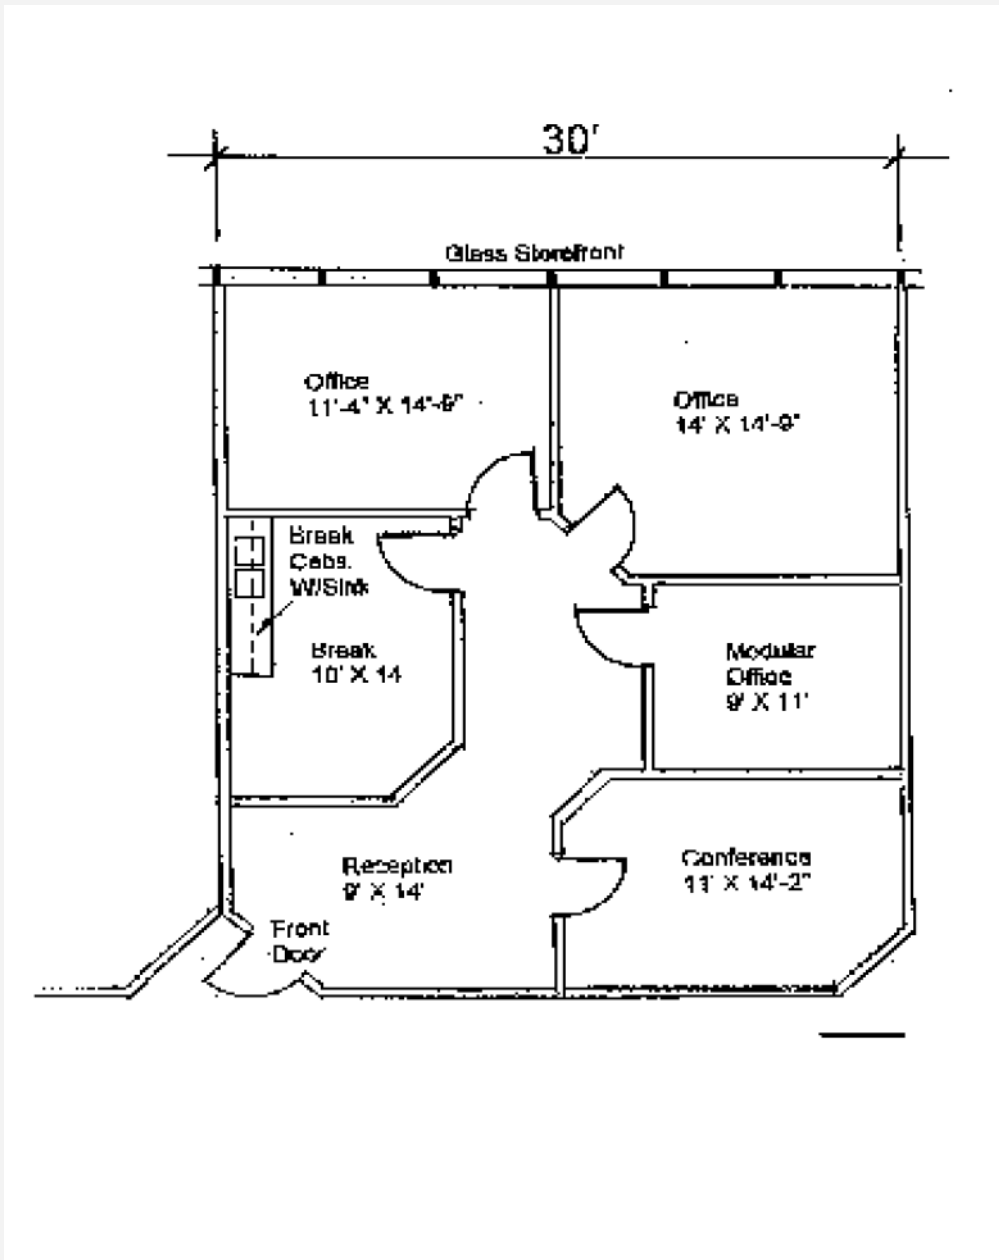 30'
Glass Storefront
Office
11'-4" X 14'-9"
Office
14' X 14'-9"
Break
Cabs.
W/Sink
Break
10' X 14
Modular
Office
9' X 11'
Reception
9' X 14'
Conference
11' X 14'-2"
Front
Door